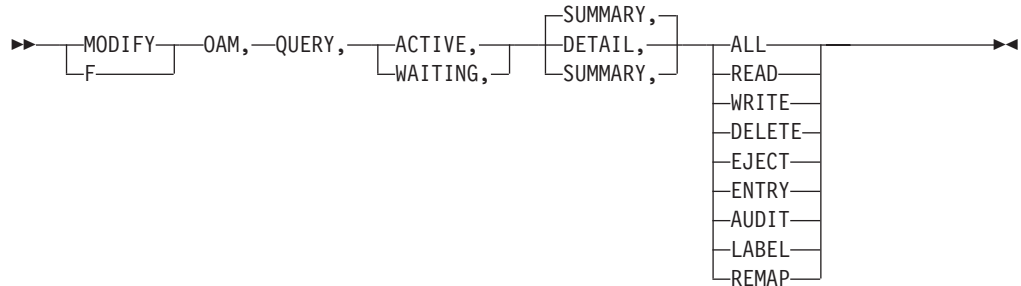 SUMMARY,
MODIFY OAM, QUERY, ACTIVE, DETAIL, ALL
F WAITING, SUMMARY, READ
WRITE
DELETE
EJECT
ENTRY
AUDIT
LABEL
REMAP